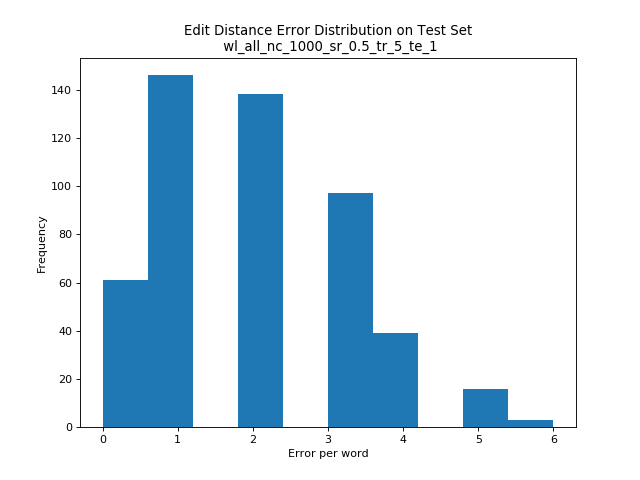 Edit Distance Error Distribution on Test Set
wl_all_nc_1000_sr_0.5_tr_5_te_1
140
120
100
80
60
40
20
0
Frequency
0 1 2 3 4 5 6
Error per word